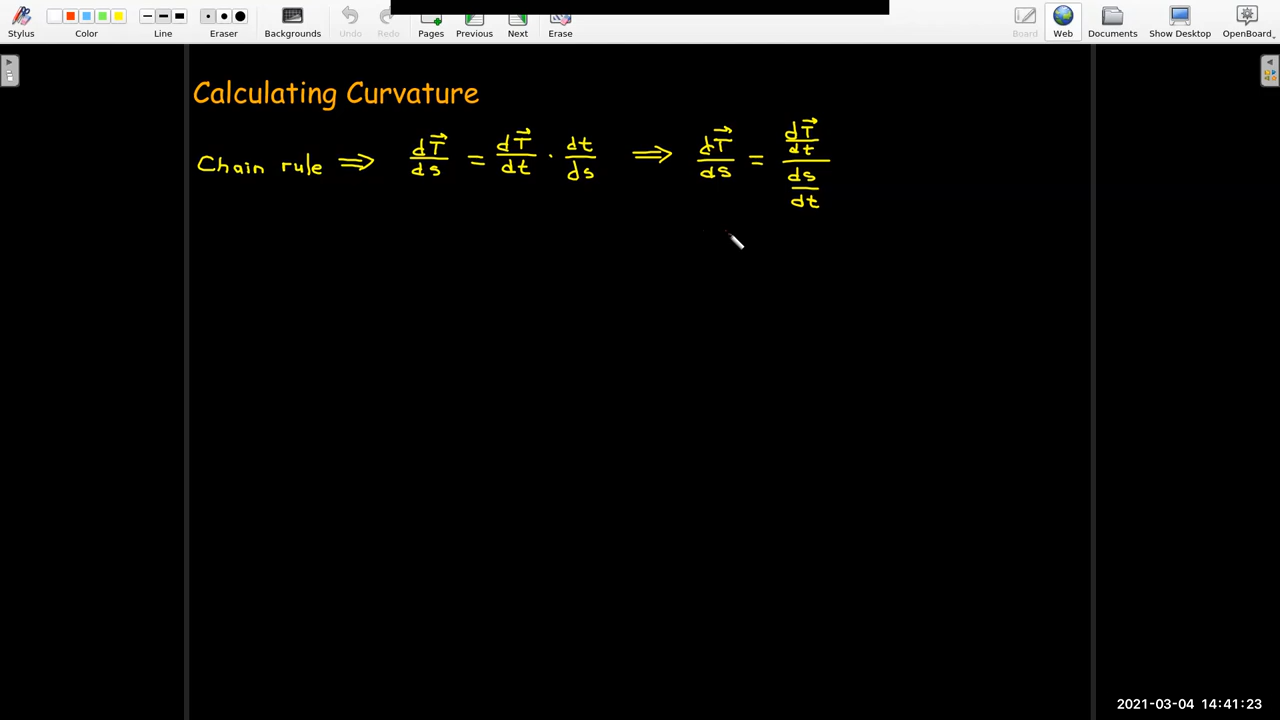 Stylus Color Line Eraser Backgrounds Undo Redo Pages Previous Next Erase Board Web Documents Show Desktop OpenBoard
Calculating Curvature
Chain rule ⟹ dT⃗/ds = dT⃗/dt · dt/ds ⟹ dT⃗/ds = (dT⃗/dt)/(ds/dt)
2021-03-04 14:41:23